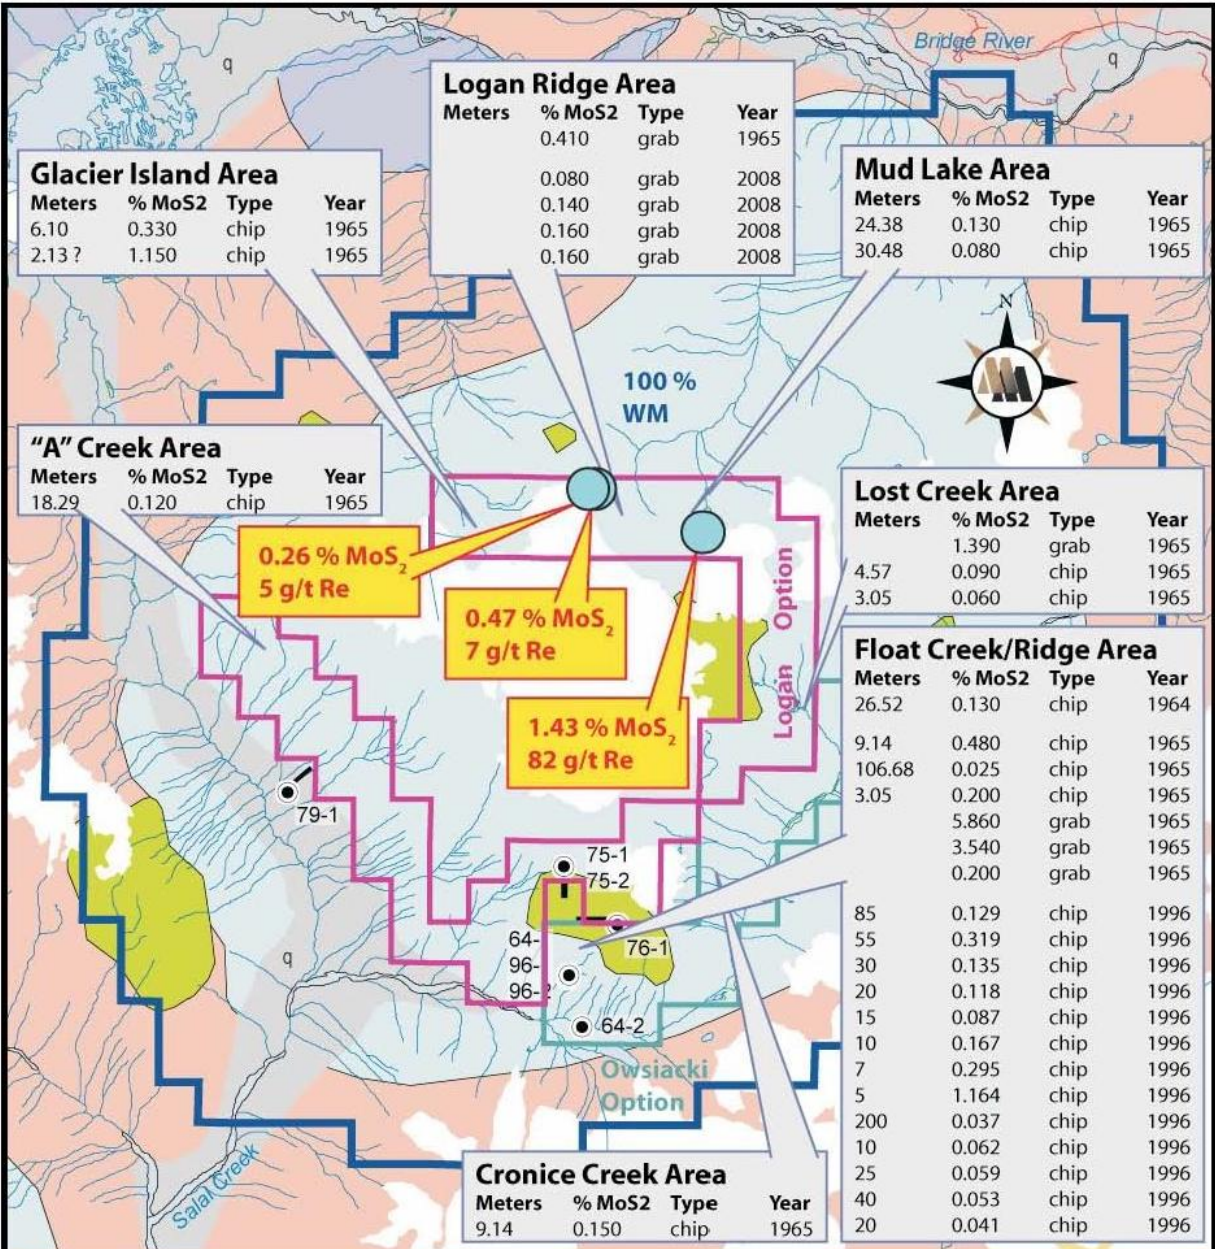 Bridge River
q
q
Logan Ridge Area
Meters % MoS2 Type Year
0.410 grab 1965
0.080 grab 2008
0.140 grab 2008
0.160 grab 2008
0.160 grab 2008
Glacier Island Area
Meters % MoS2 Type Year
6.10 0.330 chip 1965
2.13 ? 1.150 chip 1965
Mud Lake Area
Meters % MoS2 Type Year
24.38 0.130 chip 1965
30.48 0.080 chip 1965
N
100 %
WM
"A" Creek Area
Meters % MoS2 Type Year
18.29 0.120 chip 1965
Lost Creek Area
Meters % MoS2 Type Year
1.390 grab 1965
4.57 0.090 chip 1965
3.05 0.060 chip 1965
0.26 % MoS2
5 g/t Re
0.47 % MoS2
7 g/t Re
1.43 % MoS2
82 g/t Re
Logan Option
Float Creek/Ridge Area
Meters % MoS2 Type Year
26.52 0.130 chip 1964
9.14 0.480 chip 1965
106.68 0.025 chip 1965
3.05 0.200 chip 1965
5.860 grab 1965
3.540 grab 1965
0.200 grab 1965
85 0.129 chip 1996
55 0.319 chip 1996
30 0.135 chip 1996
20 0.118 chip 1996
15 0.087 chip 1996
10 0.167 chip 1996
7 0.295 chip 1996
5 1.164 chip 1996
200 0.037 chip 1996
10 0.062 chip 1996
25 0.059 chip 1996
40 0.053 chip 1996
20 0.041 chip 1996
79-1
75-1
75-2
76-1
64-
96-
96-2
64-2
q
Owsiacki
Option
Salal Creek
Cronice Creek Area
Meters % MoS2 Type Year
9.14 0.150 chip 1965